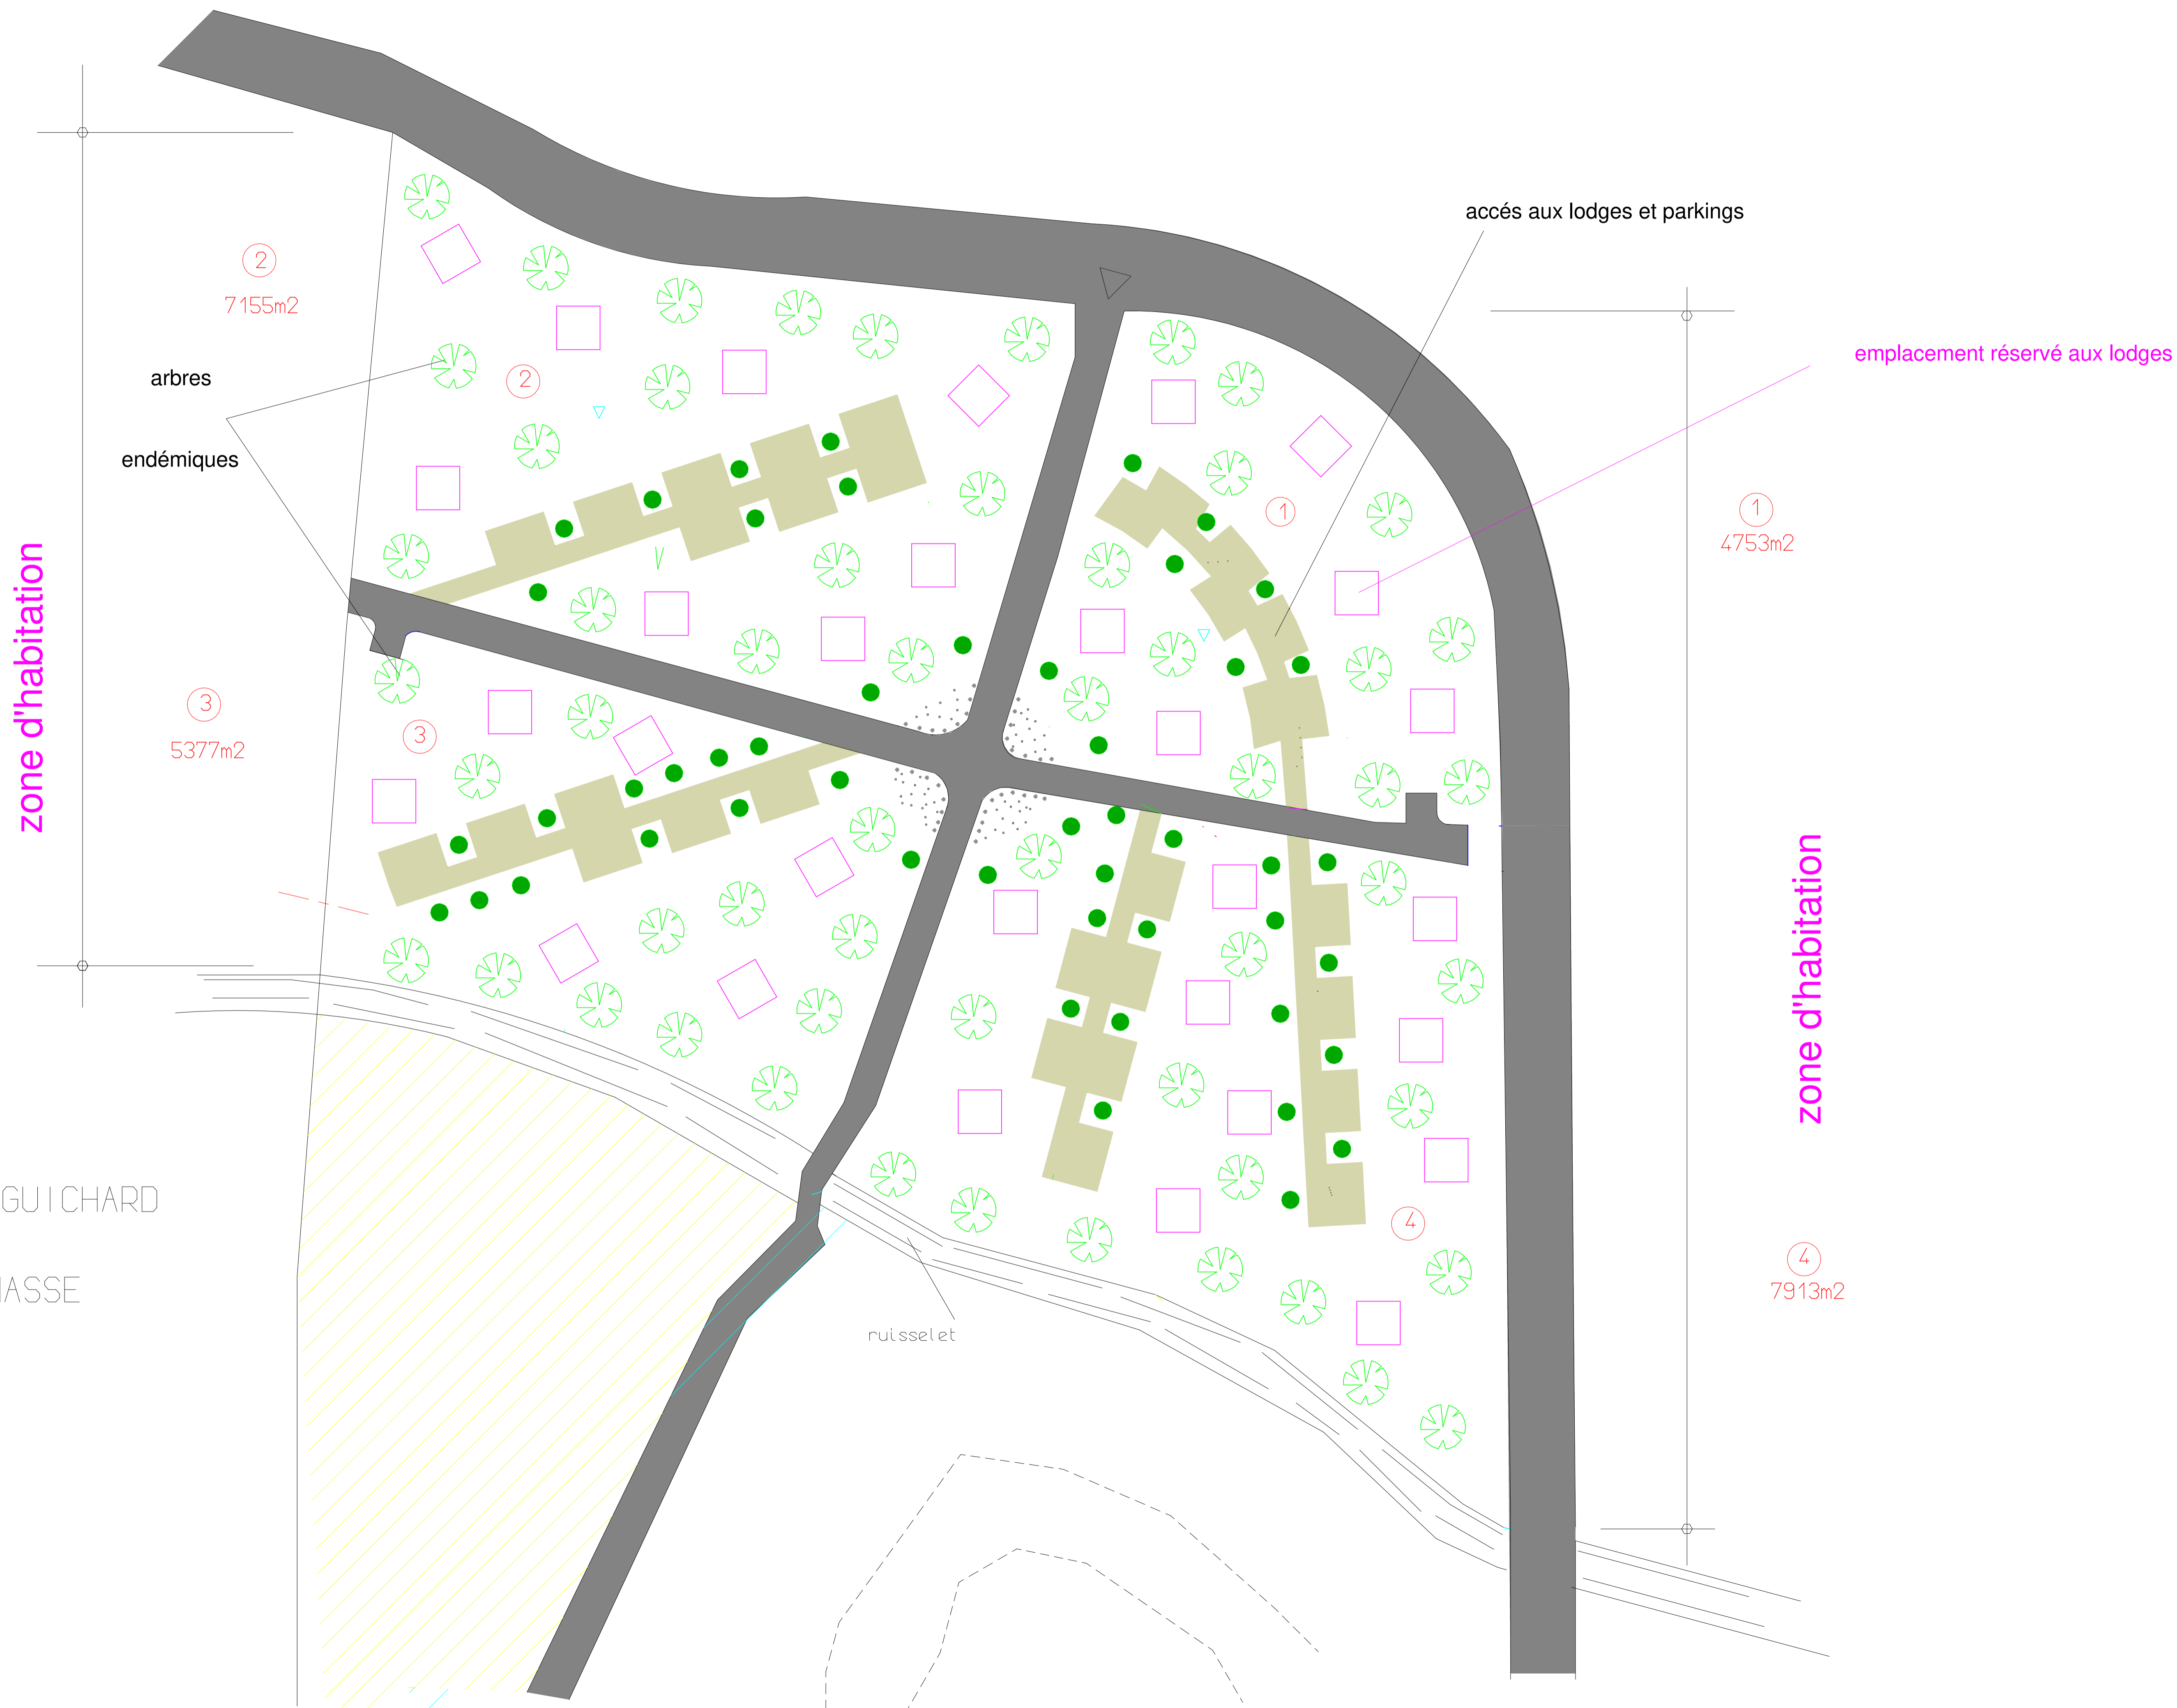 accés aux lodges et parkings
2
7155m2
emplacement réservé aux lodges
arbres
2
endémiques
1
1
4753m2
zone d'habitation
3
5377m2
3
zone d'habitation
GUICHARD
4
4
7913m2
ASSE
ruisselet